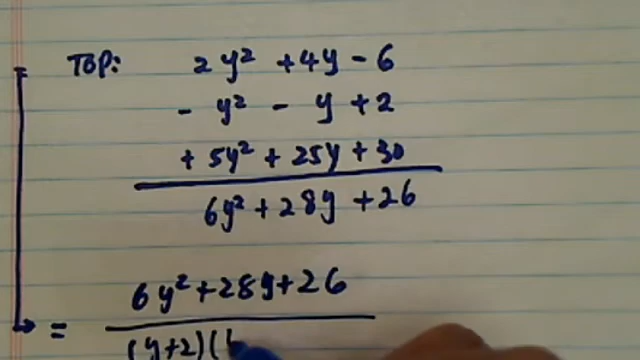 TOP: 2y² + 4y - 6
- y² - y + 2
+ 5y² + 25y + 30
6y² + 28y + 26
= 6y² + 28y + 26
(y+2)(